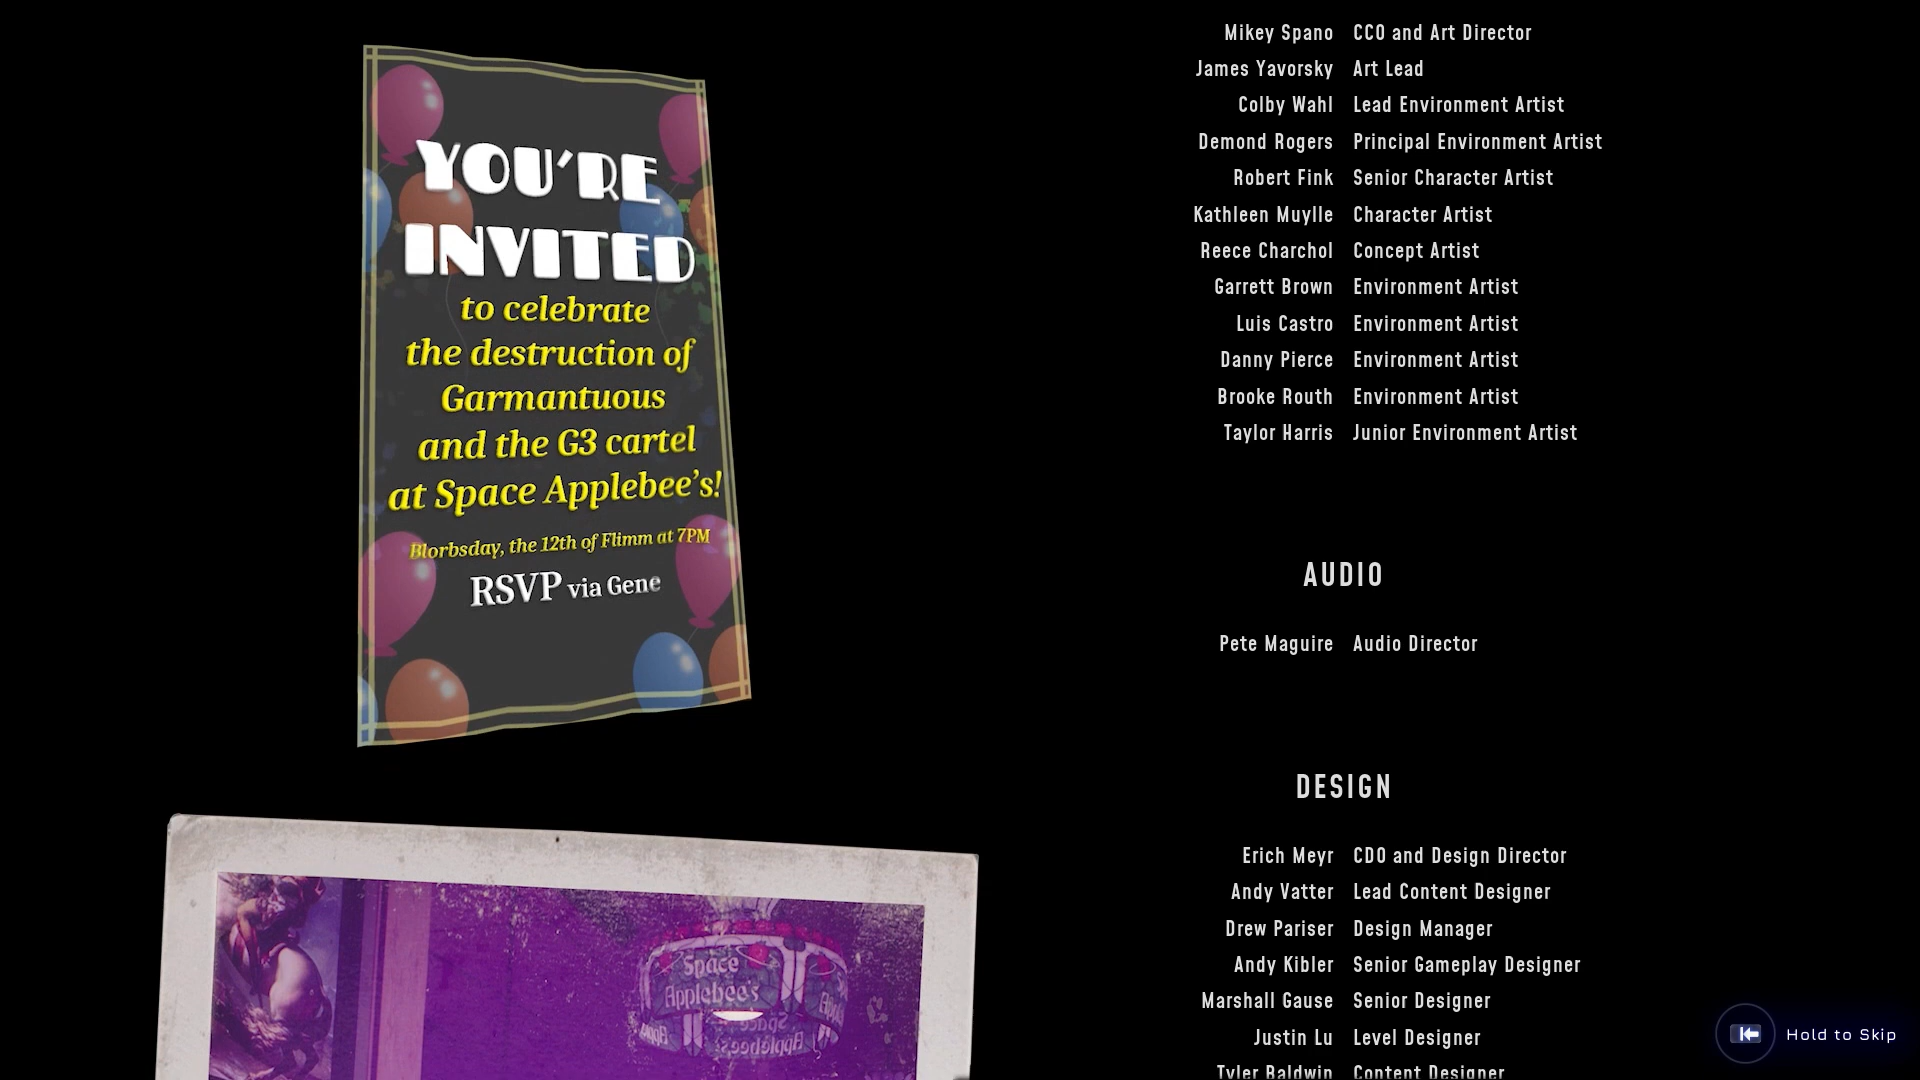 YOU'RE
INVITED
to celebrate
the destruction of
Garmantuous
and the G3 cartel
at Space Applebee's!
Blorbsday, the 12th of Flimm at 7PM
RSVP via Gene
Space
Applebee's
Mikey Spano CCO and Art Director
James Yavorsky Art Lead
Colby Wahl Lead Environment Artist
Demond Rogers Principal Environment Artist
Robert Fink Senior Character Artist
Kathleen Muylle Character Artist
Reece Charchol Concept Artist
Garrett Brown Environment Artist
Luis Castro Environment Artist
Danny Pierce Environment Artist
Brooke Routh Environment Artist
Taylor Harris Junior Environment Artist
AUDIO
Pete Maguire Audio Director
DESIGN
Erich Meyr CDO and Design Director
Andy Vatter Lead Content Designer
Drew Pariser Design Manager
Andy Kibler Senior Gameplay Designer
Marshall Gause Senior Designer
Justin Lu Level Designer
Tyler Baldwin Content Designer
Hold to Skip